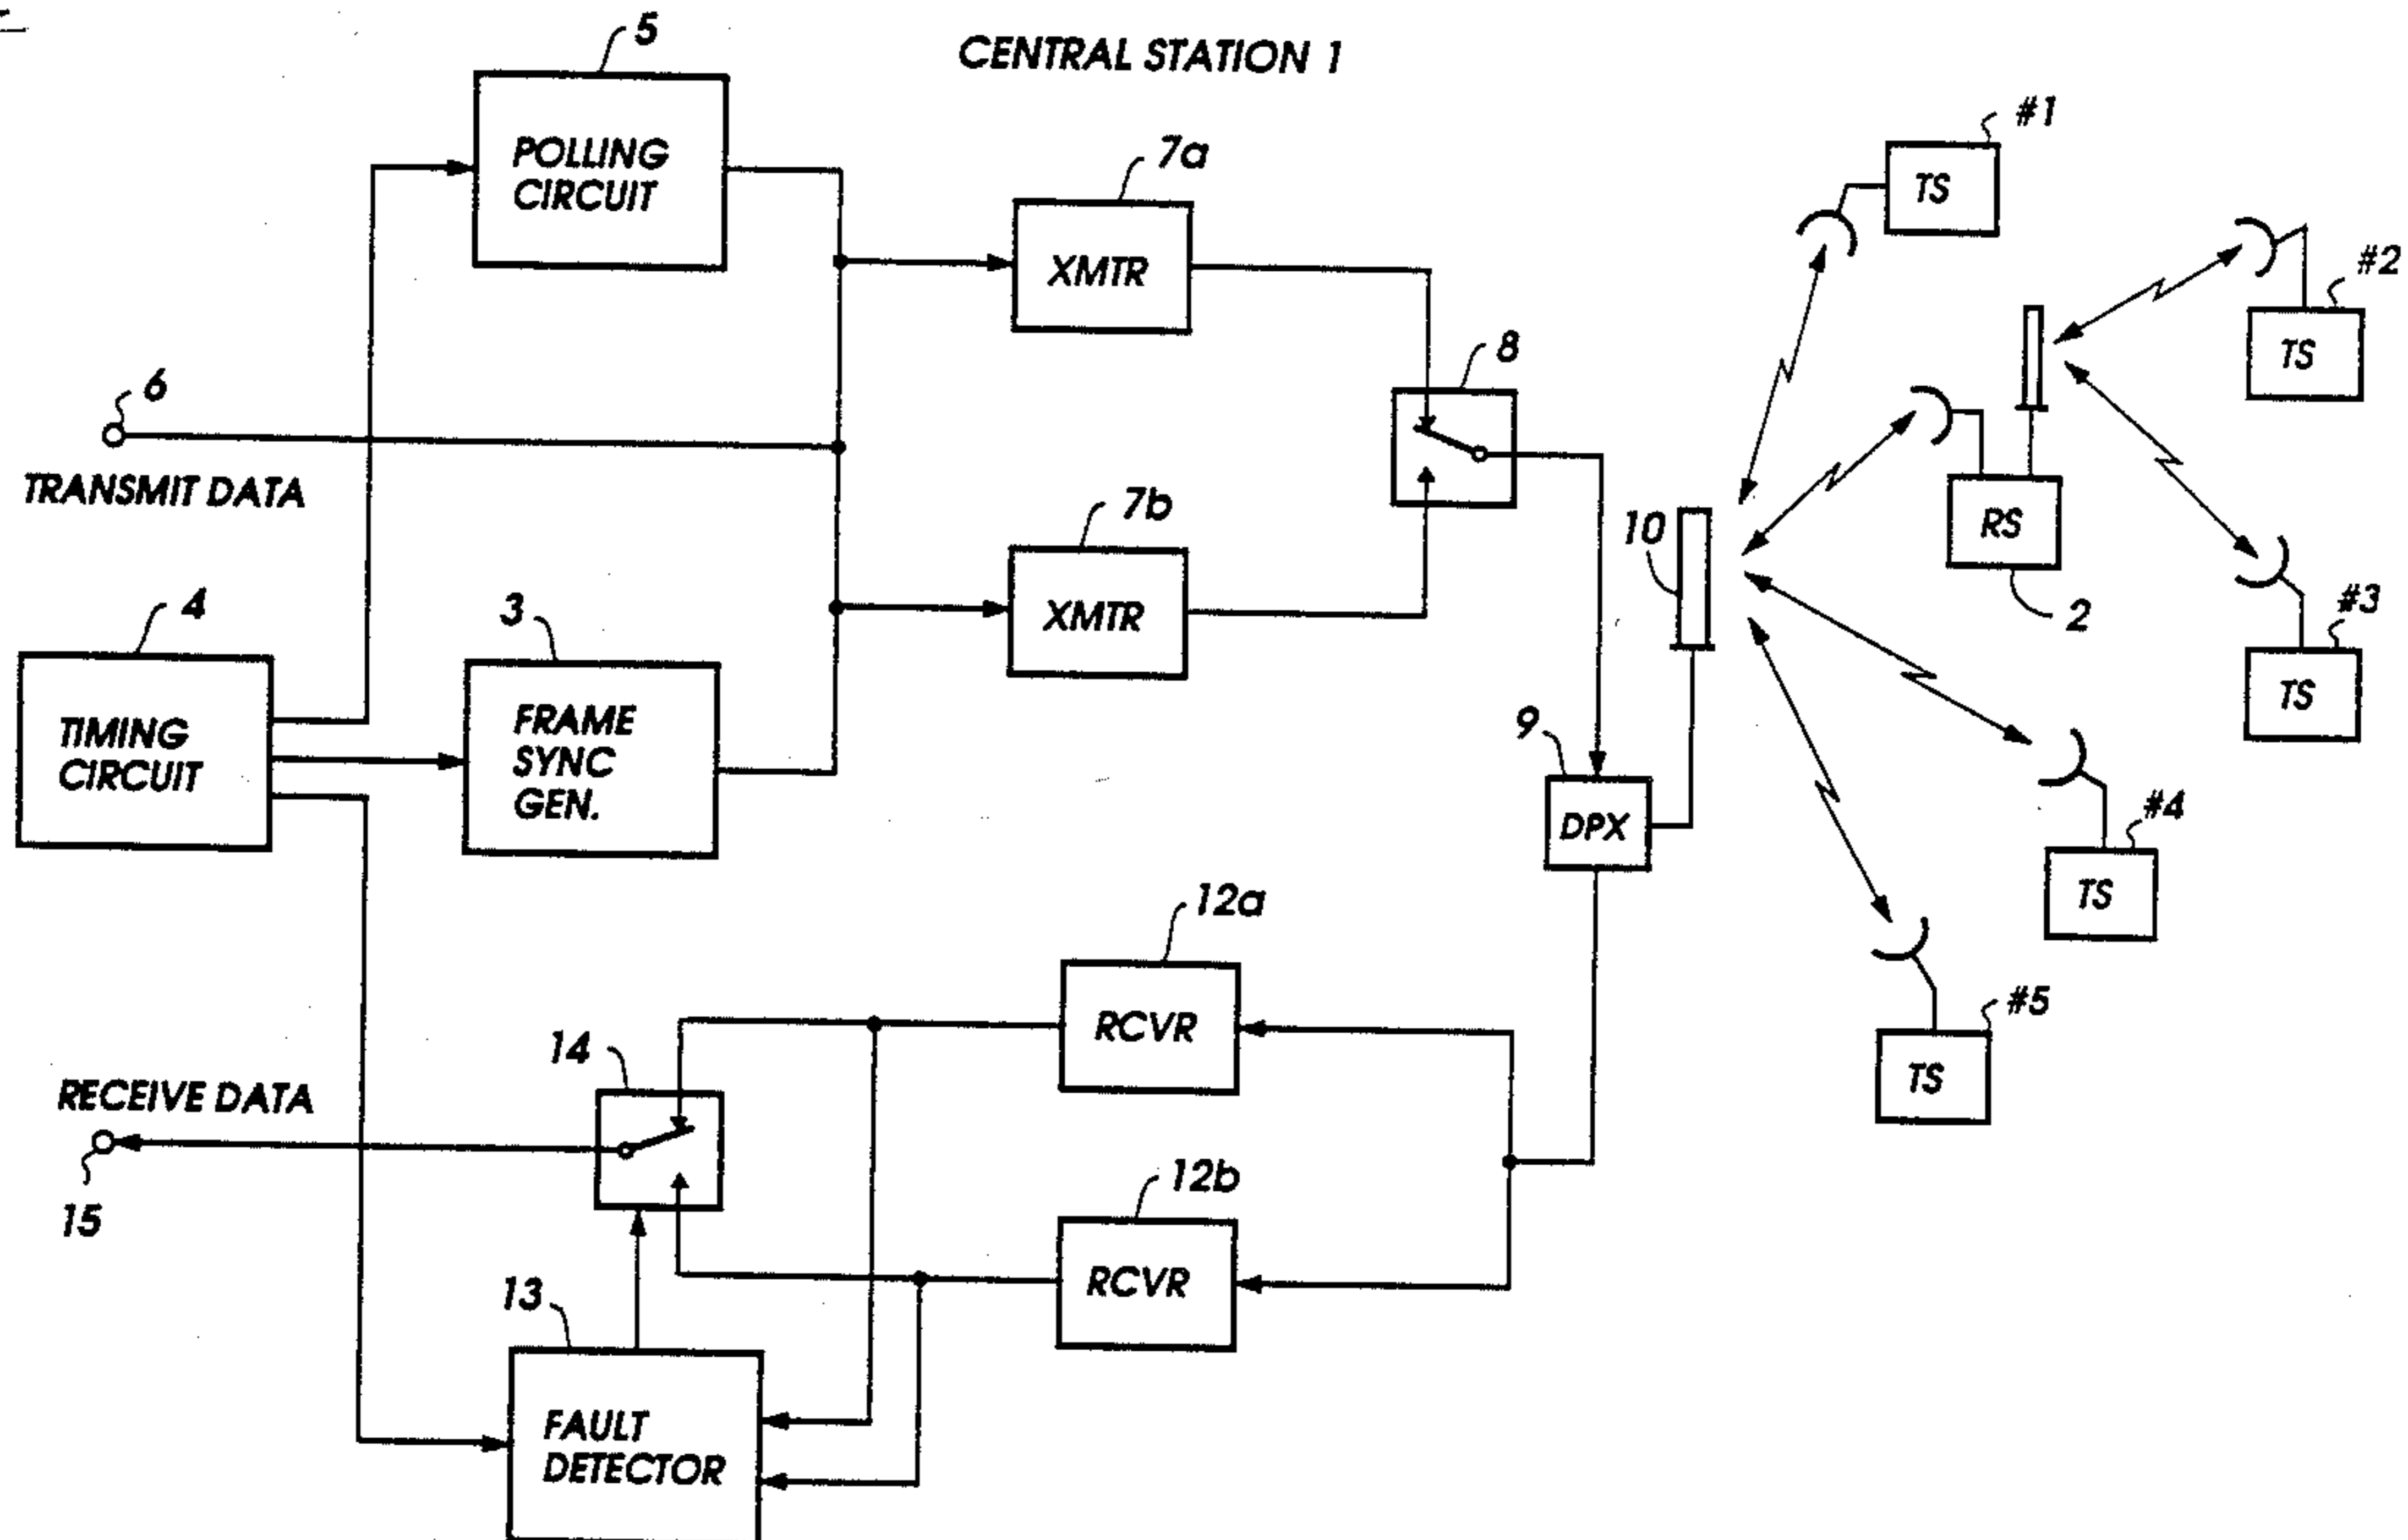 CENTRAL STATION 1
5
POLLING
CIRCUIT
7a
XMTR
#1
TS
#2
TS
6
TRANSMIT DATA
8
7b
XMTR
10
RS
2
#3
TS
4
TIMING
CIRCUIT
3
FRAME
SYNC
GEN.
9
DPX
#4
TS
12a
RCVR
#5
TS
14
RECEIVE DATA
15
12b
RCVR
13
FAULT
DETECTOR